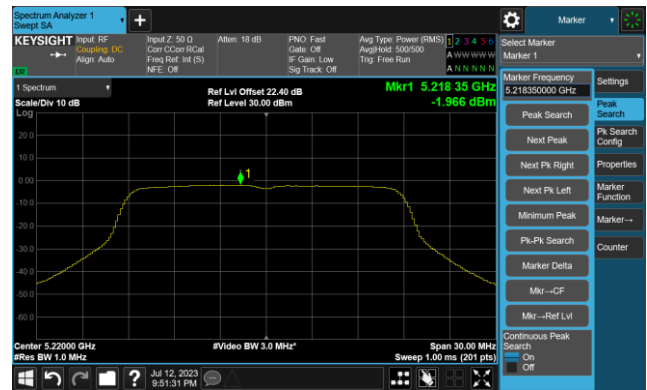 Spectrum Analyzer 1
Swept SA
Marker
KEYSIGHT
Input: RF
Coupling: DC
Align: Auto
Input Z: 50 Ω
Corr CCorr RCal
Freq Ref: Int (S)
NFE: Off
Atten: 18 dB
PNO: Fast
Gate: Off
IF Gain: Low
Sig Track: Off
Avg Type: Power (RMS)
Avg|Hold: 500/500
Trig: Free Run
1 2 3 4 5 6
A W W W W W
A N N N N N
Select Marker
Marker 1
1 Spectrum
Scale/Div 10 dB
Log
Ref Lvl Offset 22.40 dB
Ref Level 30.00 dBm
Mkr1 5.218 35 GHz
-1.966 dBm
20.0
10.0
0.00
-10.0
-20.0
-30.0
-40.0
-50.0
-60.0
1
Center 5.22000 GHz
#Res BW 1.0 MHz
#Video BW 3.0 MHz*
Span 30.00 MHz
Sweep 1.00 ms (201 pts)
Marker Frequency
5.218350000 GHz
Peak Search
Next Peak
Next Pk Right
Next Pk Left
Minimum Peak
Pk-Pk Search
Marker Delta
Mkr→CF
Mkr→Ref Lvl
Continuous Peak
Search
On
Off
Settings
Peak
Search
Pk Search
Config
Properties
Marker
Function
Marker→
Counter
Jul 12, 2023
9:51:31 PM